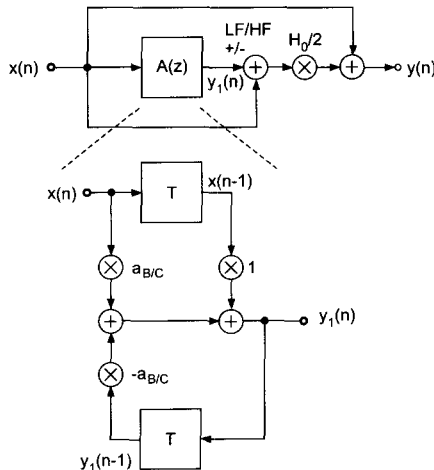 LF/HF
+/-
H₀/2
x(n)
A(z)
y₁(n)
+
×
+
y(n)
x(n)
T
x(n-1)
×
a_B/C
×
1
+
+
y₁(n)
×
-a_B/C
y₁(n-1)
T